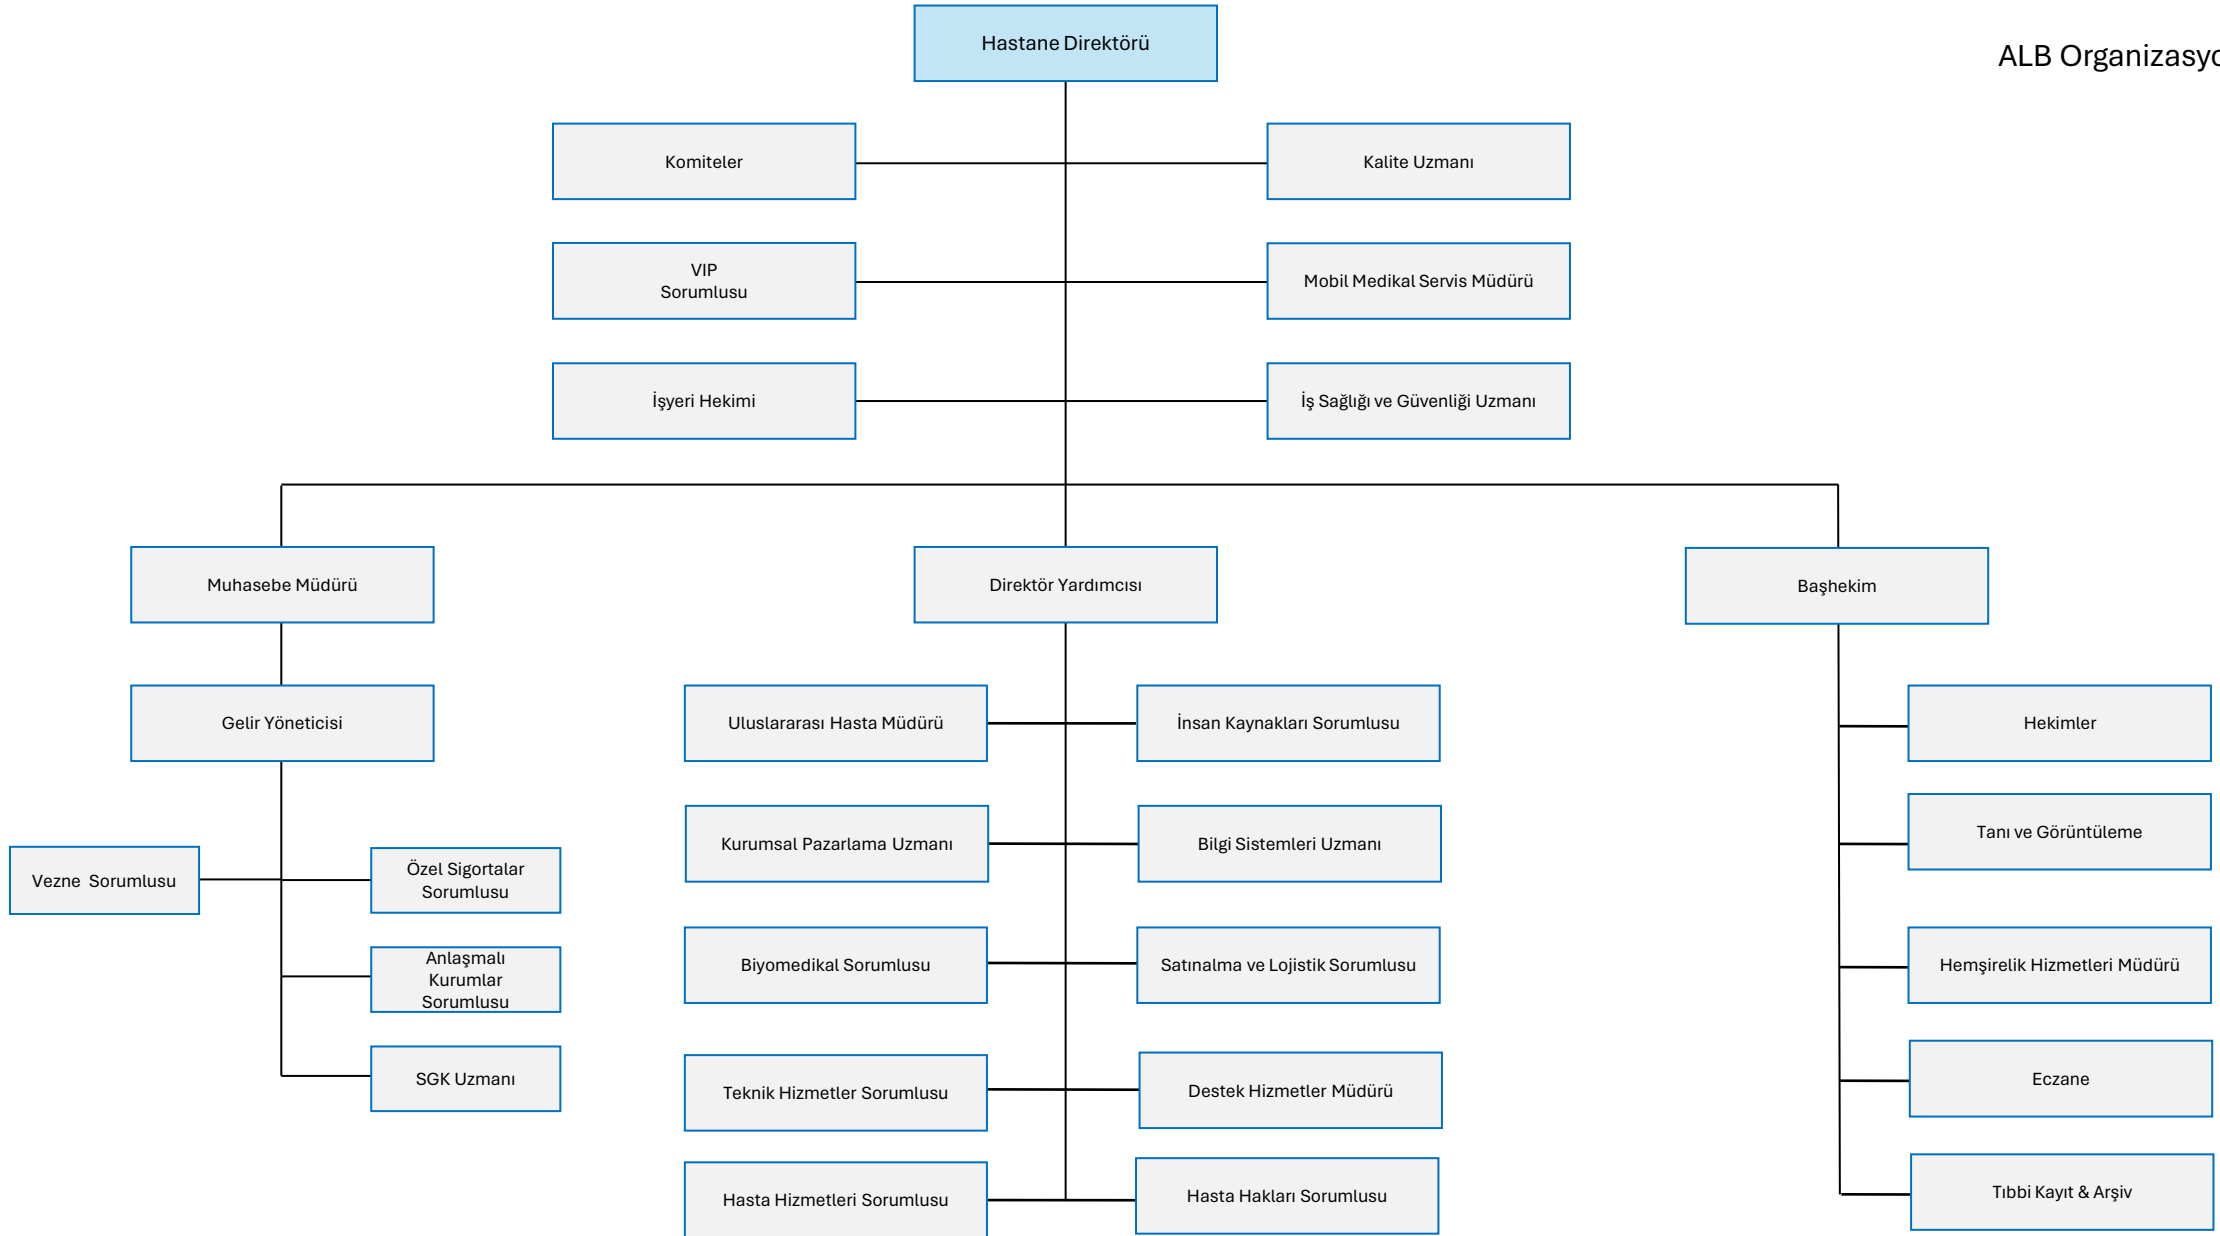 Hastane Direktörü
ALB
Komiteler
Kalite Uzmanı
VIP
Sorumlusu
Mobil Medikal Servis Müdürü
İşyeri Hekimi
İş Sağlığı ve Güvenliği Uzmanı
Muhasebe Müdürü
Direktör Yardımcısı
Başhekim
Gelir Yöneticisi
Uluslararası Hasta Müdürü
İnsan Kaynakları Sorumlusu
Hekimler
Kurumsal Pazarlama Uzmanı
Bilgi Sistemleri Uzmanı
Tanı ve Görüntüleme
Vezne Sorumlusu
Özel Sigortalar
Sorumlusu
Biyomedikal Sorumlusu
Satınalma ve Lojistik Sorumlusu
Hemşirelik Hizmetleri Müdürü
Anlaşmalı
Kurumlar
Sorumlusu
SGK Uzmanı
Teknik Hizmetler Sorumlusu
Destek Hizmetler Müdürü
Eczane
Hasta Hizmetleri Sorumlusu
Hasta Hakları Sorumlusu
Tıbbi Kayıt & Arşiv